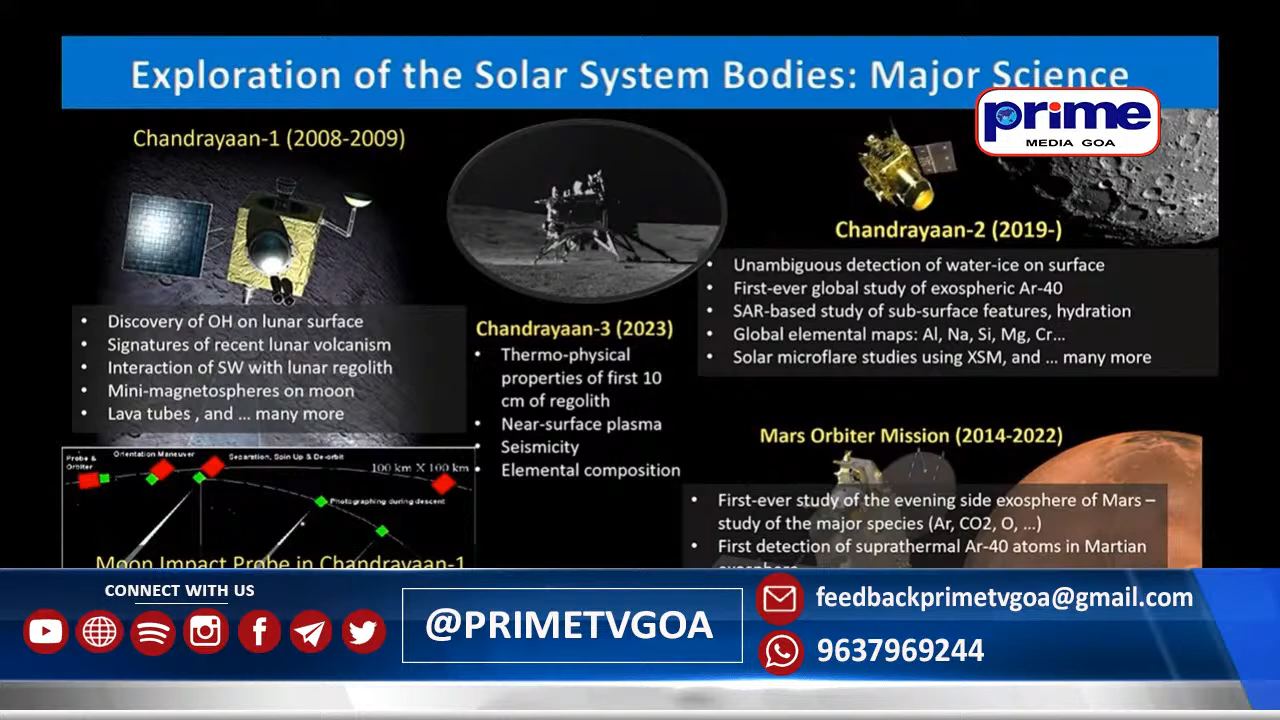 Exploration of the Solar System Bodies: Major Science
prime
MEDIA GOA
Chandrayaan-1 (2008-2009)
• Discovery of OH on lunar surface
• Signatures of recent lunar volcanism
• Interaction of SW with lunar regolith
• Mini-magnetospheres on moon
• Lava tubes , and ... many more
Chandrayaan-3 (2023)
• Thermo-physical
properties of first 10
cm of regolith
• Near-surface plasma
• Seismicity
• Elemental composition
Chandrayaan-2 (2019-)
• Unambiguous detection of water-ice on surface
• First-ever global study of exospheric Ar-40
• SAR-based study of sub-surface features, hydration
• Global elemental maps: Al, Na, Si, Mg, Cr...
• Solar microflare studies using XSM, and ... many more
Probe &
Orbiter
Orientation Maneuver
Separation, Spin Up & De-orbit
100 km X 100 km
Photographing during descent
Moon Impact Probe in Chandrayaan-1
Mars Orbiter Mission (2014-2022)
• First-ever study of the evening side exosphere of Mars –
study of the major species (Ar, CO2, O, ...)
• First detection of suprathermal Ar-40 atoms in Martian
exosphere
CONNECT WITH US
@PRIMETVGOA
feedbackprimetvgoa@gmail.com
9637969244